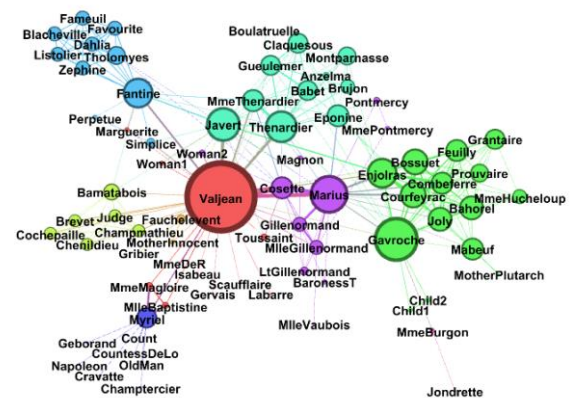 Fameuil
Favourite
Blacheville
Dahlia
Listolier
Tholomyes
Zephine
Fantine
Boulatruelle
Claquesous
Montparnasse
Gueulemer
Anzelma
Babet
Brujon
MmeThenardier
Pontmercy
Eponine
MmePontmercy
Javert
Thenardier
Perpetue
Marguerite
Simplice
Woman2
Woman1
Magnon
Grantaire
Feuilly
Bossuet
Enjolras
Prouvaire
Combeferre
MmeHucheloup
Courfeyrac
Bahorel
Joly
Bamatabois
Valjean
Cosette
Marius
Gavroche
Mabeuf
MotherPlutarch
Brevet
Judge
Fauchelevent
Cochepaille
Champmathieu
Chenildieu
MotherInnocent
Gribier
Toussaint
Gillenormand
MlleGillenormand
MmeDeR
Isabeau
LtGillenormand
BaronessT
MmeMagloire
Scaufflaire
Gervais
Labarre
MlleBaptistine
Myriel
MlleVaubois
Child2
Child1
MmeBurgon
Count
Geborand
CountessDeLo
Napoleon
OldMan
Cravatte
Champtercier
Jondrette